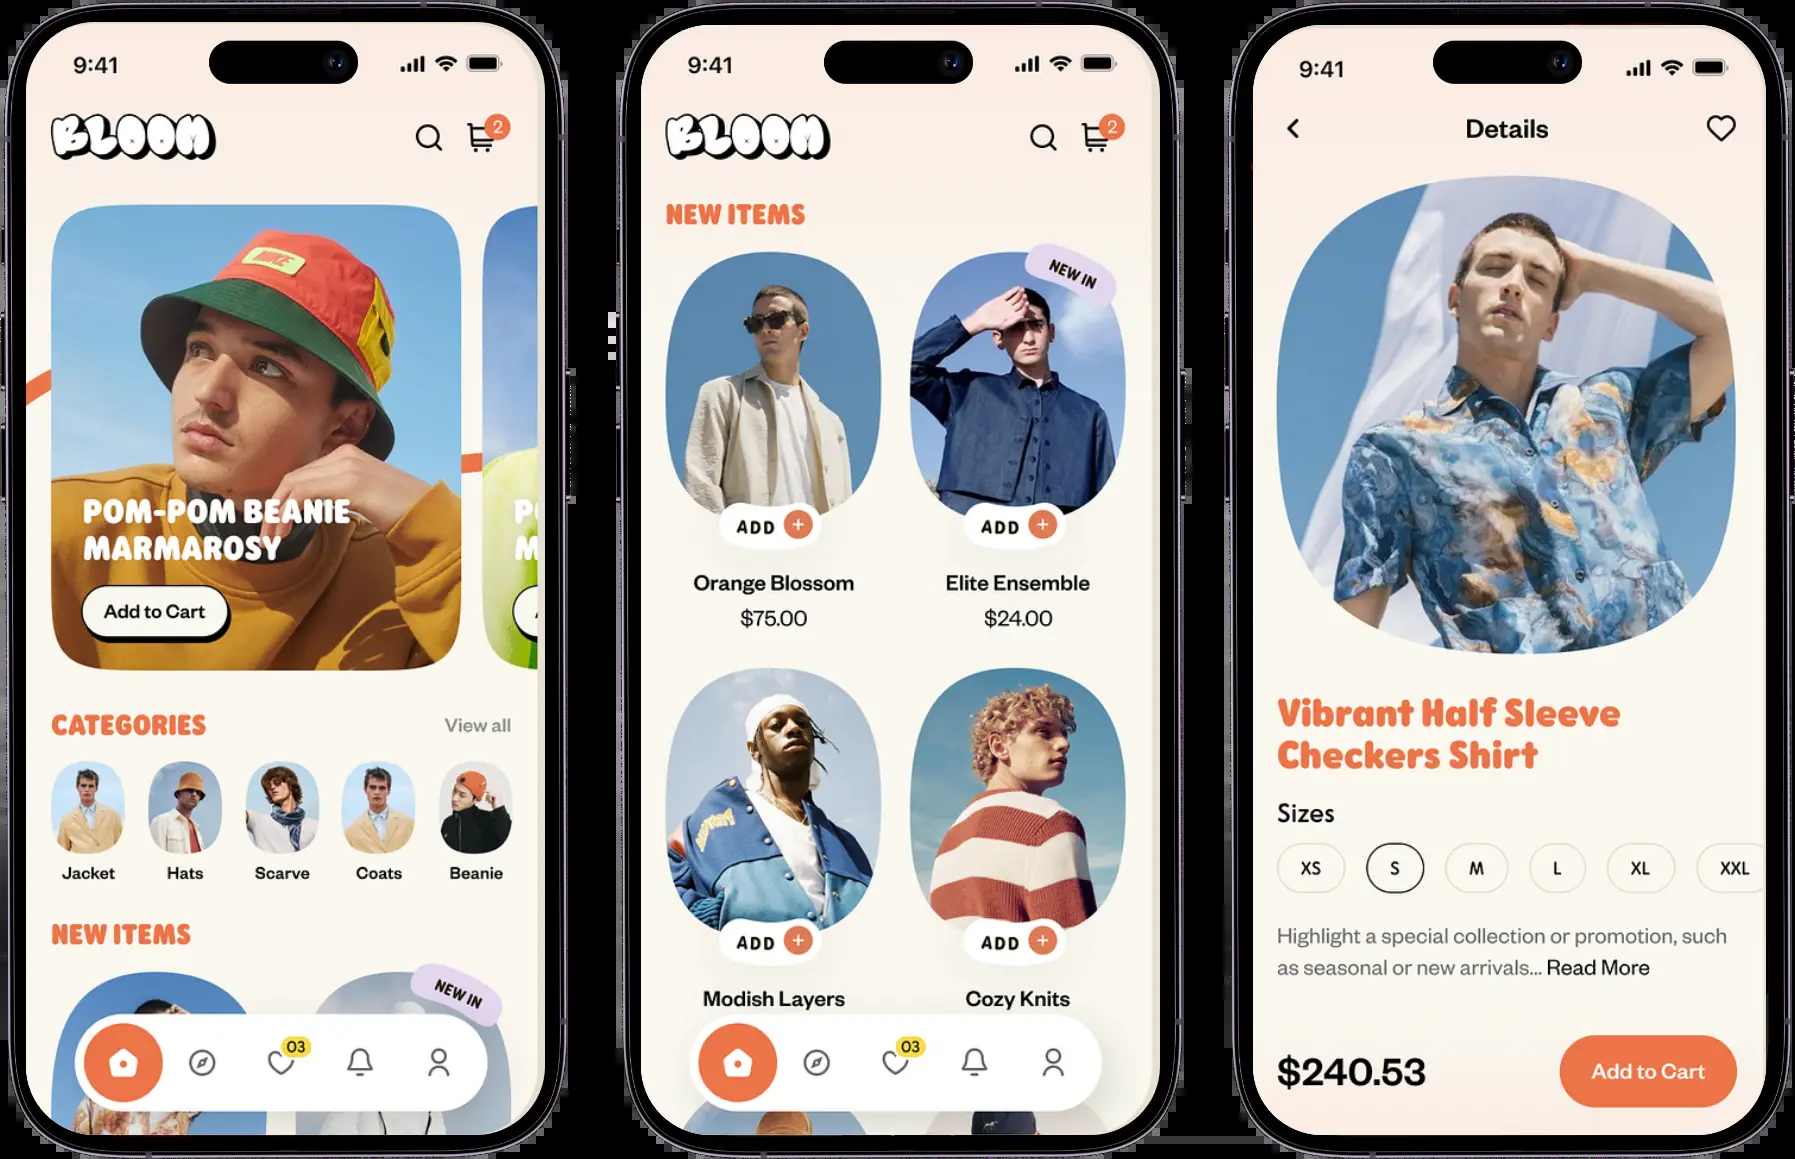 9:41
BLOOM
2
NIKE
POM-POM BEANIE
MARMAROSY
Add to Cart
CATEGORIES
View all
Jacket
Hats
Scarve
Coats
Beanie
NEW ITEMS
NEW IN
03
9:41
BLOOM
2
NEW ITEMS
NEW IN
ADD
ADD
Orange Blossom
Elite Ensemble
$75.00
$24.00
ADD
ADD
Modish Layers
Cozy Knits
03
9:41
Details
Vibrant Half Sleeve
Checkers Shirt
Sizes
XS
S
M
L
XL
XXL
Highlight a special collection or promotion, such
as seasonal or new arrivals... Read More
$240.53
Add to Cart